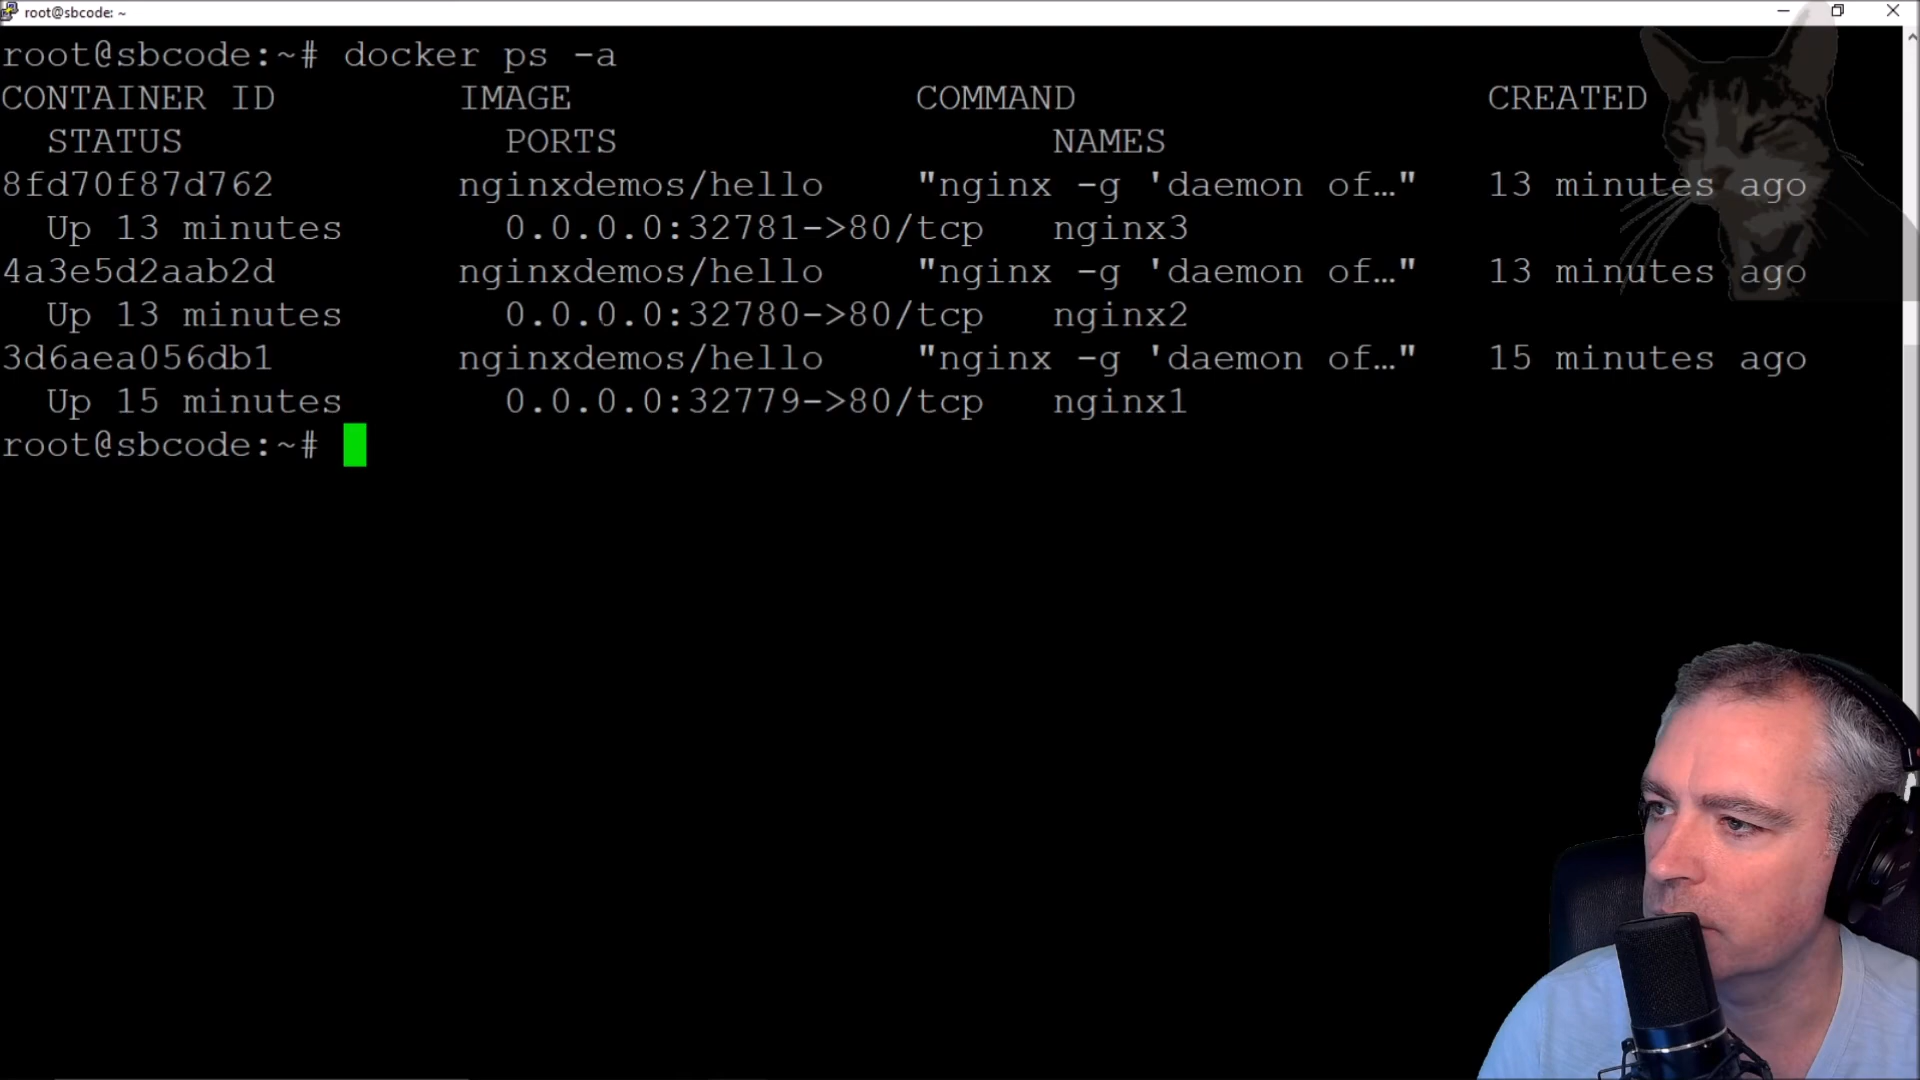 root@sbcode: ~
root@sbcode:~# docker ps -a
CONTAINER ID IMAGE COMMAND CREATED
STATUS PORTS NAMES
8fd70f87d762 nginxdemos/hello "nginx -g 'daemon of…" 13 minutes ago
Up 13 minutes 0.0.0.0:32781->80/tcp nginx3
4a3e5d2aab2d nginxdemos/hello "nginx -g 'daemon of…" 13 minutes ago
Up 13 minutes 0.0.0.0:32780->80/tcp nginx2
3d6aea056db1 nginxdemos/hello "nginx -g 'daemon of…" 15 minutes ago
Up 15 minutes 0.0.0.0:32779->80/tcp nginx1
root@sbcode:~#